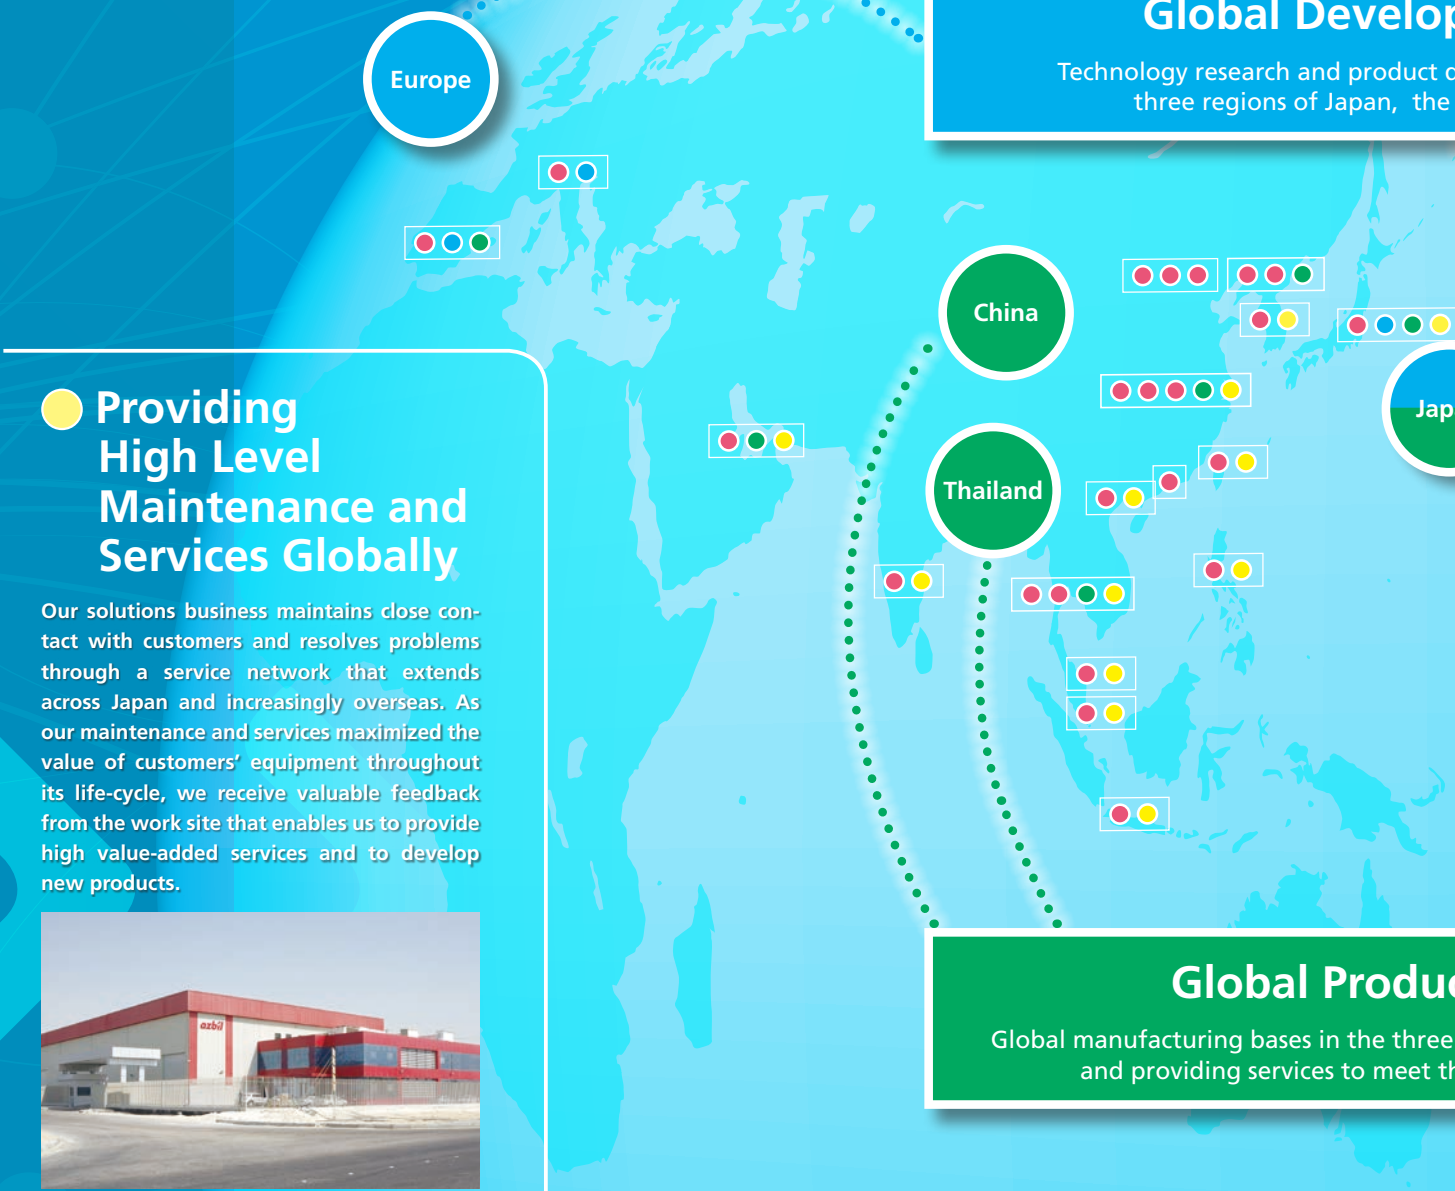 Europe
Global Develop
Technology research and product d
three regions of Japan, the
China
Thailand
Jap
Providing
High Level
Maintenance and
Services Globally
Our solutions business maintains close con-
tact with customers and resolves problems
through a service network that extends
across Japan and increasingly overseas. As
our maintenance and services maximized the
value of customers' equipment throughout
its life-cycle, we receive valuable feedback
from the work site that enables us to provide
high value-added services and to develop
new products.
azbil
Global Produc
Global manufacturing bases in the three
and providing services to meet th